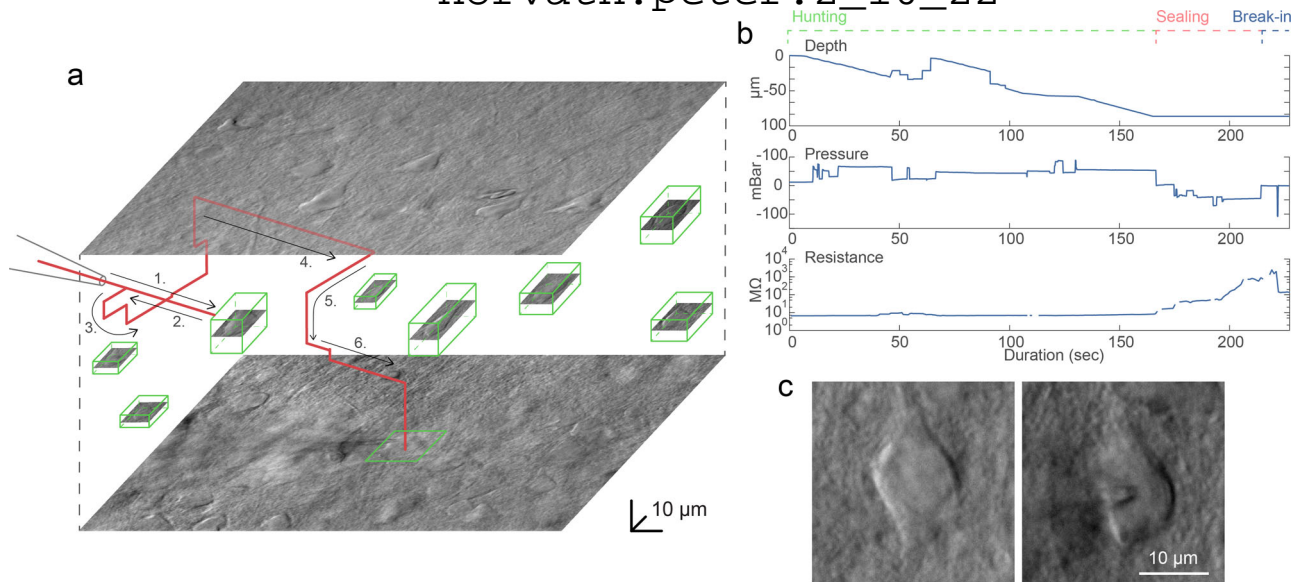 a
1.
2.
3.
4.
5.
6.
10 µm
b
Hunting
Sealing
Break-in
Depth
µm
0
-50
100
0
50
100
150
200
Pressure
mBar
-100
0
-100
0
50
100
150
200
Resistance
MΩ
10⁴
10³
10²
10¹
10⁰
10⁰
0
50
100
150
200
Duration (sec)
c
10 µm